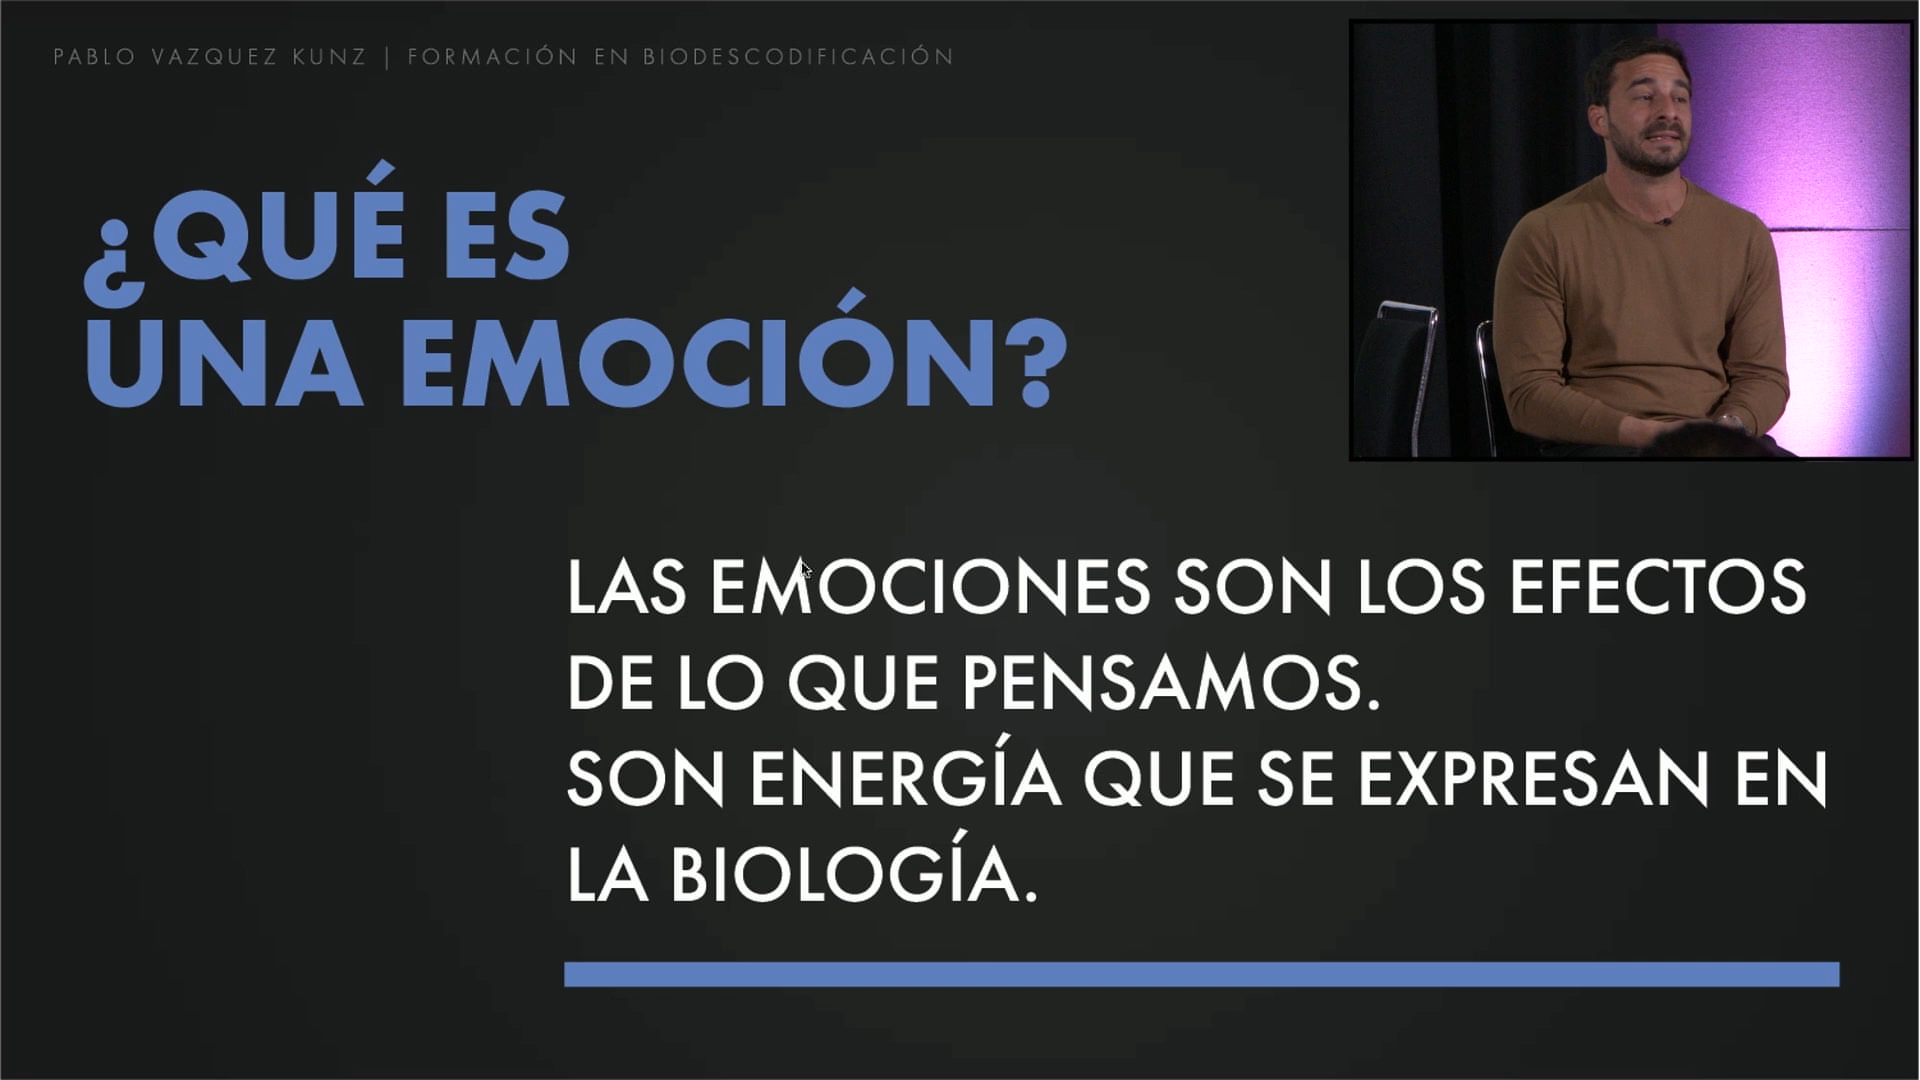 PABLO VAZQUEZ KUNZ | FORMACIÓN EN BIODESCODIFICACIÓN
¿QUÉ ES
UNA EMOCIÓN?
LAS EMOCIONES SON LOS EFECTOS
DE LO QUE PENSAMOS.
SON ENERGÍA QUE SE EXPRESAN EN
LA BIOLOGÍA.